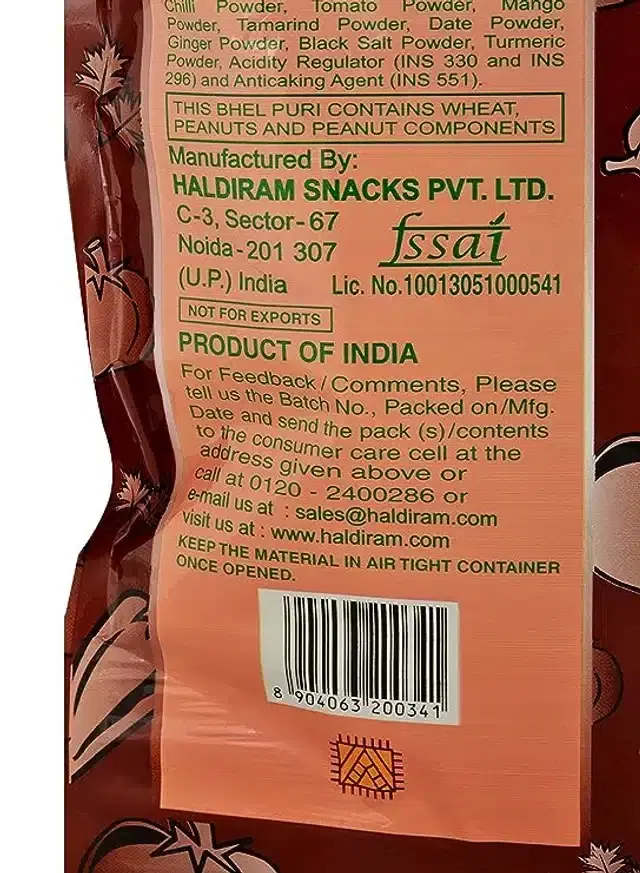 Chilli Powder, Tomato Powder, Mango
Powder, Tamarind Powder, Date Powder,
Ginger Powder, Black Salt Powder, Turmeric
Powder, Acidity Regulator (INS 330 and INS
296) and Anticaking Agent (INS 551).
THIS BHEL PURI CONTAINS WHEAT,
PEANUTS AND PEANUT COMPONENTS
Manufactured By:
HALDIRAM SNACKS PVT. LTD.
C-3, Sector-67
Noida-201 307
(U.P.) India
fssai
Lic. No.10013051000541
NOT FOR EXPORTS
PRODUCT OF INDIA
For Feedback/Comments, Please
tell us the Batch No., Packed on/Mfg.
Date and send the pack (s)/contents
to the consumer care cell at the
address given above or
call at 0120 - 2400286 or
e-mail us at : sales@haldiram.com
visit us at : www.haldiram.com
KEEP THE MATERIAL IN AIR TIGHT CONTAINER
ONCE OPENED.
8 904063 200341